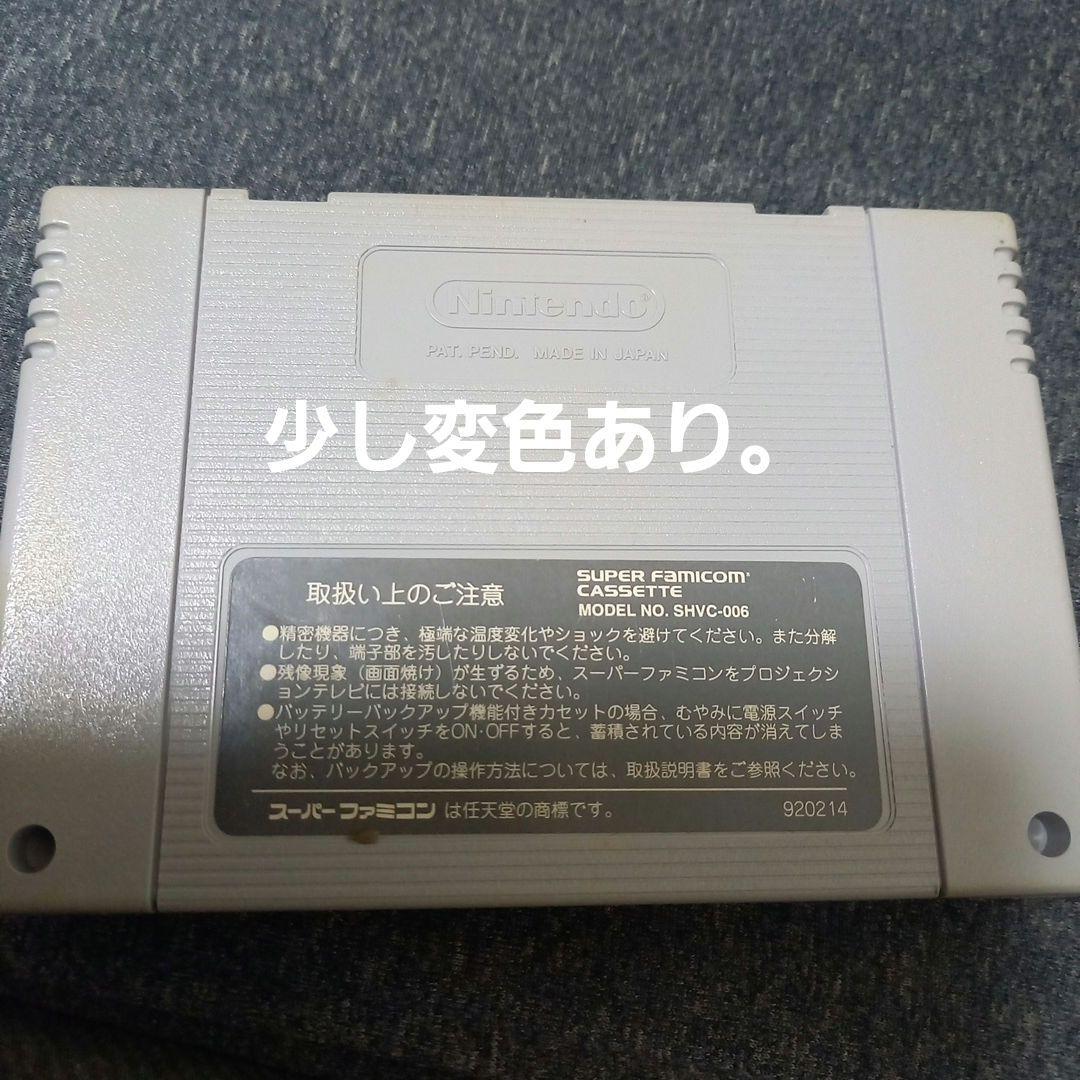 Nintendo®
PAT. PEND. MADE IN JAPAN
少し変色あり。
取扱い上のご注意
SUPER FAMICOM
CASSETTE
MODEL NO. SHVC-006
●精密機器につき、極端な温度変化やショックを避けてください。また分解
したり、端子部を汚したりしないでください。
●残像現象（画面焼け）が生ずるため、スーパーファミコンをプロジェクシ
ョンテレビには接続しないでください。
●バッテリーバックアップ機能付きカセットの場合、むやみに電源スイッチ
やリセットスイッチをON・OFFすると、蓄積されている内容が消えてしま
うことがあります。
なお、バックアップの操作方法については、取扱説明書をご参照ください。
スーパーファミコン は任天堂の商標です。
920214